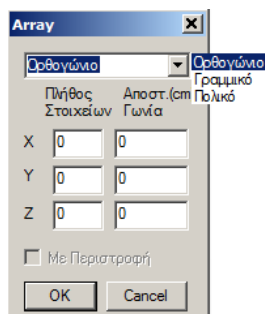 Array
Ορθογώνιο
Ορθογώνιο
Γραμμικό
Πολικό
Πλήθος Αποστ.(cm
Στοιχείων Γωνία
X 0 0
Y 0 0
Z 0 0
Με Περιστροφή
OK Cancel